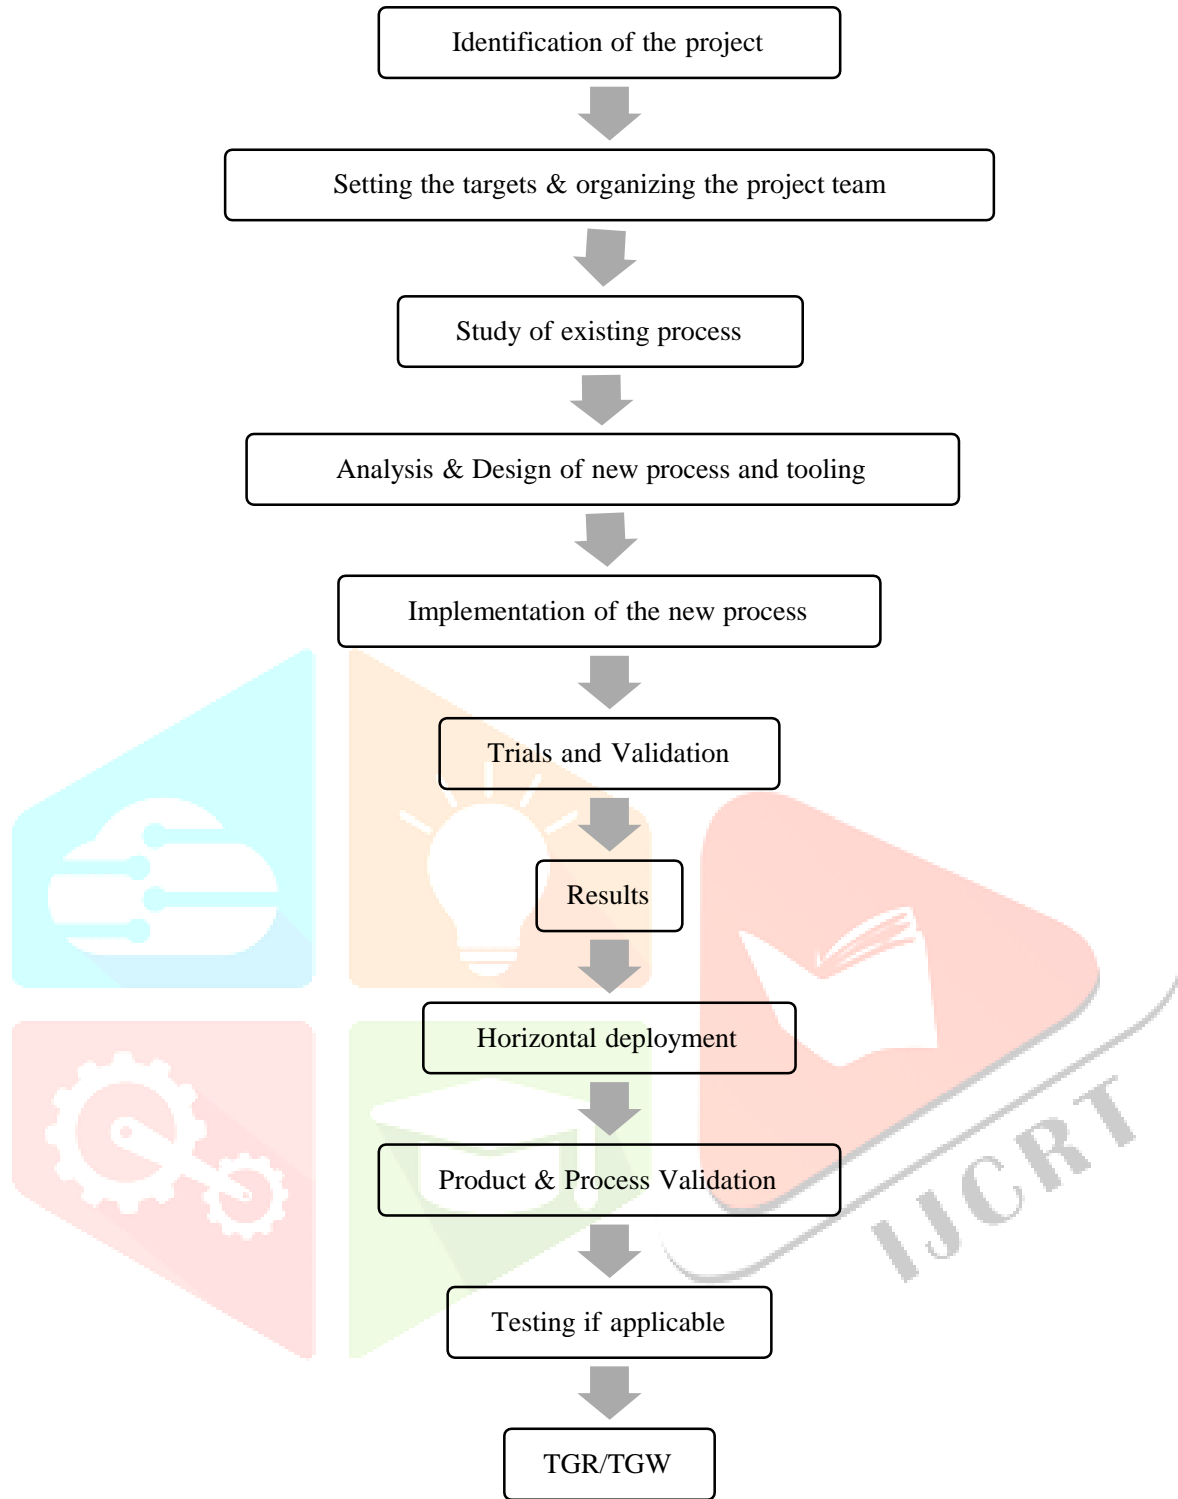 Identification of the project
Setting the targets & organizing the project team
Study of existing process
Analysis & Design of new process and tooling
Implementation of the new process
Trials and Validation
Results
Horizontal deployment
Product & Process Validation
IJCRT
Testing if applicable
TGR/TGW